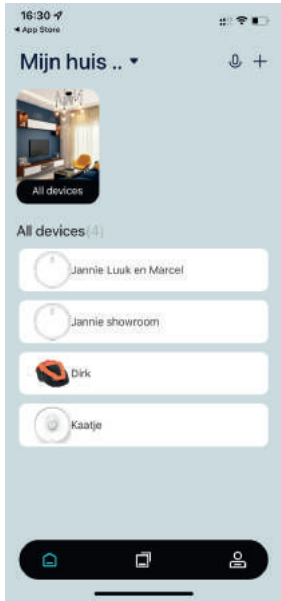 16:30
◀ App Store
Mijn huis ..
All devices
All devices(4)
Jannie Luuk en Marcel
Jannie showroom
Dirk
Kaatje